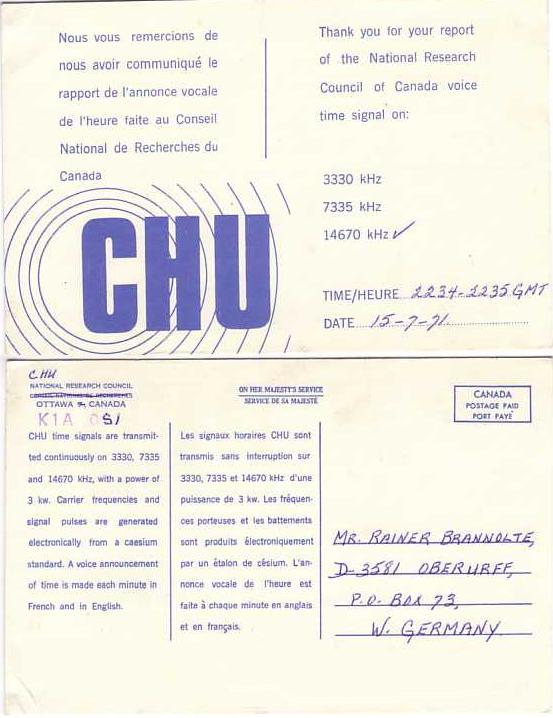 Nous vous remercions de
nous avoir communiqué le
rapport de l'annonce vocale
de l'heure faite au Conseil
National de Recherches du
Canada
Thank you for your report
of the National Research
Council of Canada voice
time signal on:
3330 kHz
7335 kHz
14670 kHz ✓
CHU
TIME/HEURE 2234-2235 GMT
DATE 15-7-71
CHU
NATIONAL RESEARCH COUNCIL
CONSEIL NATIONAL DE RECHERCHES
OTTAWA 2, CANADA
K1A 0S1
CHU time signals are transmit-
ted continuously on 3330, 7335
and 14670 kHz, with a power of
3 kw. Carrier frequencies and
signal pulses are generated
electronically from a caesium
standard. A voice announcement
of time is made each minute in
French and in English.
ON HER MAJESTY'S SERVICE
SERVICE DE SA MAJESTÉ
Les signaux horaires CHU sont
transmis sans interruption sur
3330, 7335 et 14670 kHz d'une
puissance de 3 kw. Les fréquen-
ces porteuses et les battements
sont produits électroniquement
par un étalon de césium. L'an-
nonce vocale de l'heure est
faite à chaque minute en anglais
et en français.
CANADA
POSTAGE PAID
PORT PAYÉ
MR. RAINER BRANNOLTE,
D-3581 OBERURFF,
P.O. BOX 73,
W. GERMANY.